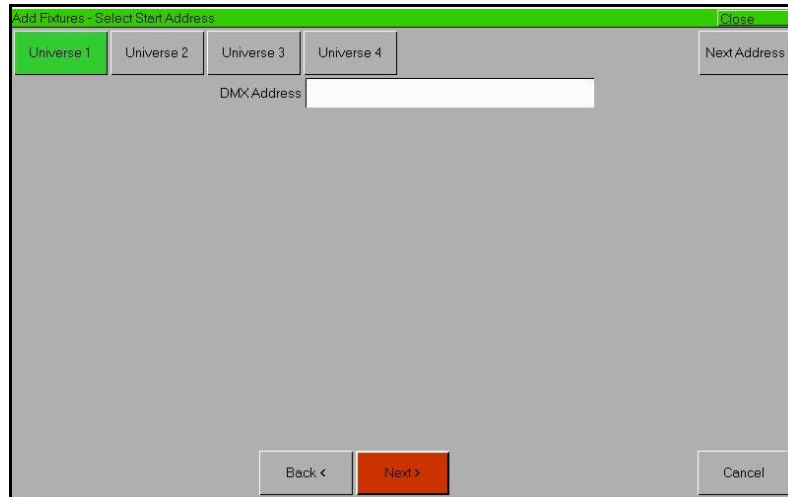 Add Fixtures - Select Start Address Close
Universe 1 Universe 2 Universe 3 Universe 4 Next Address
DMX Address
Back < Next > Cancel